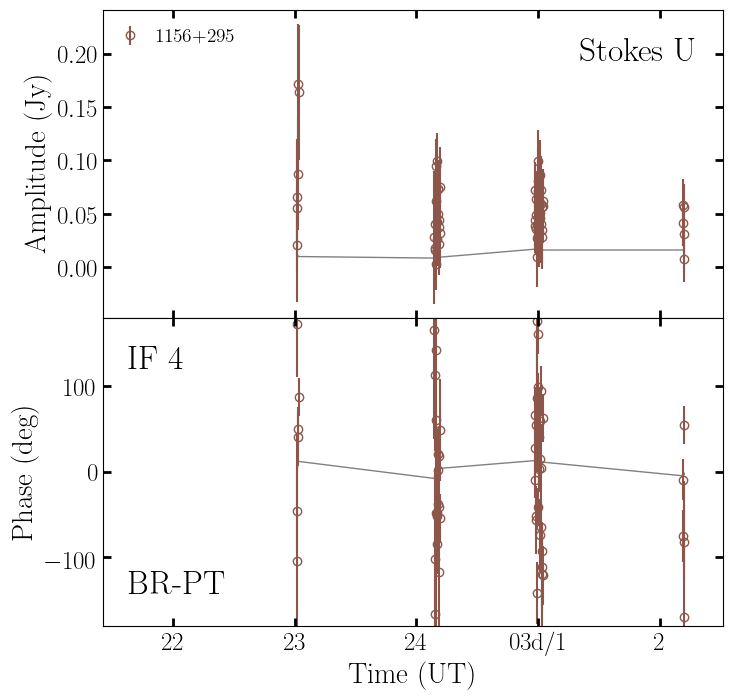 1156+295
Stokes U
0.20
0.15
0.10
0.05
0.00
Amplitude (Jy)
IF 4
100
0
−100
Phase (deg)
BR-PT
22 23 24 03d/1 2
Time (UT)